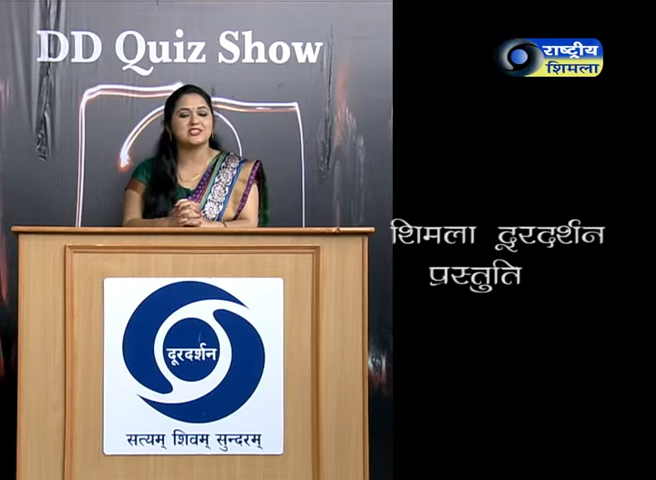 DD Quiz Show
राष्ट्रीय
शिमला
शिमला दूरदर्शन
प्रस्तुति
दूरदर्शन
सत्यम् शिवम् सुन्दरम्